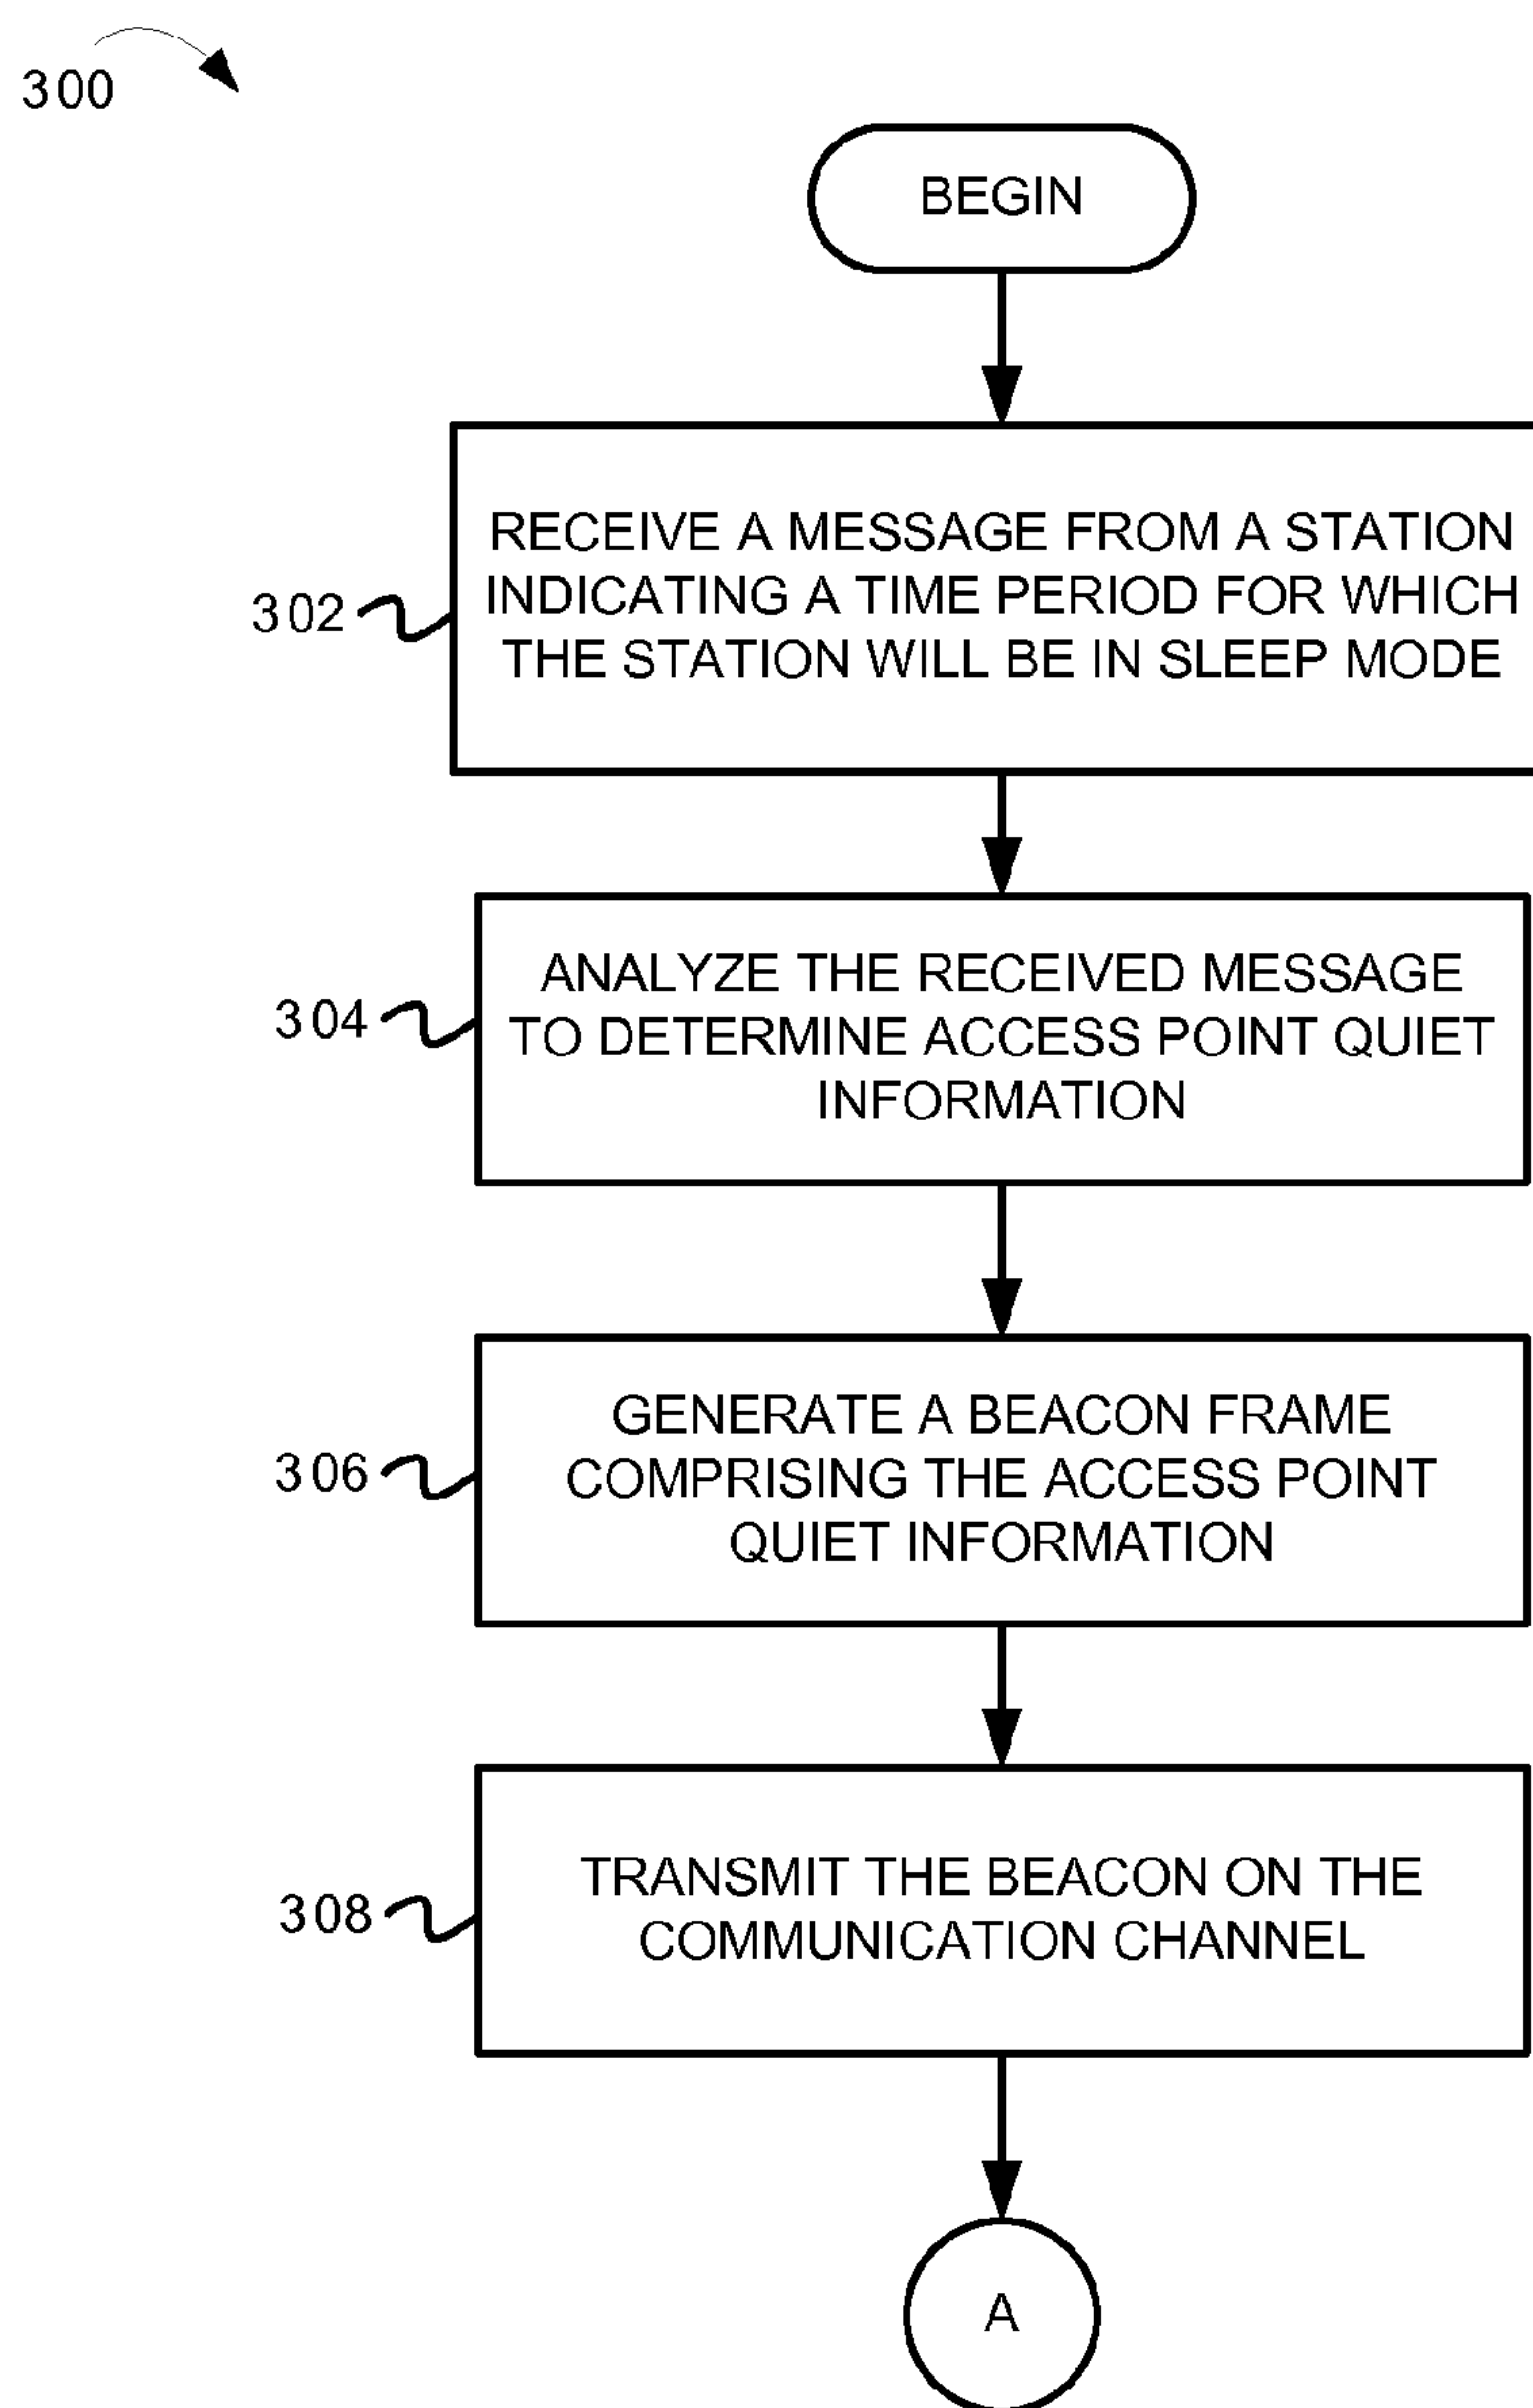 300
BEGIN
302
RECEIVE A MESSAGE FROM A STATION
INDICATING A TIME PERIOD FOR WHICH
THE STATION WILL BE IN SLEEP MODE
304
ANALYZE THE RECEIVED MESSAGE
TO DETERMINE ACCESS POINT QUIET
INFORMATION
306
GENERATE A BEACON FRAME
COMPRISING THE ACCESS POINT
QUIET INFORMATION
308
TRANSMIT THE BEACON ON THE
COMMUNICATION CHANNEL
A